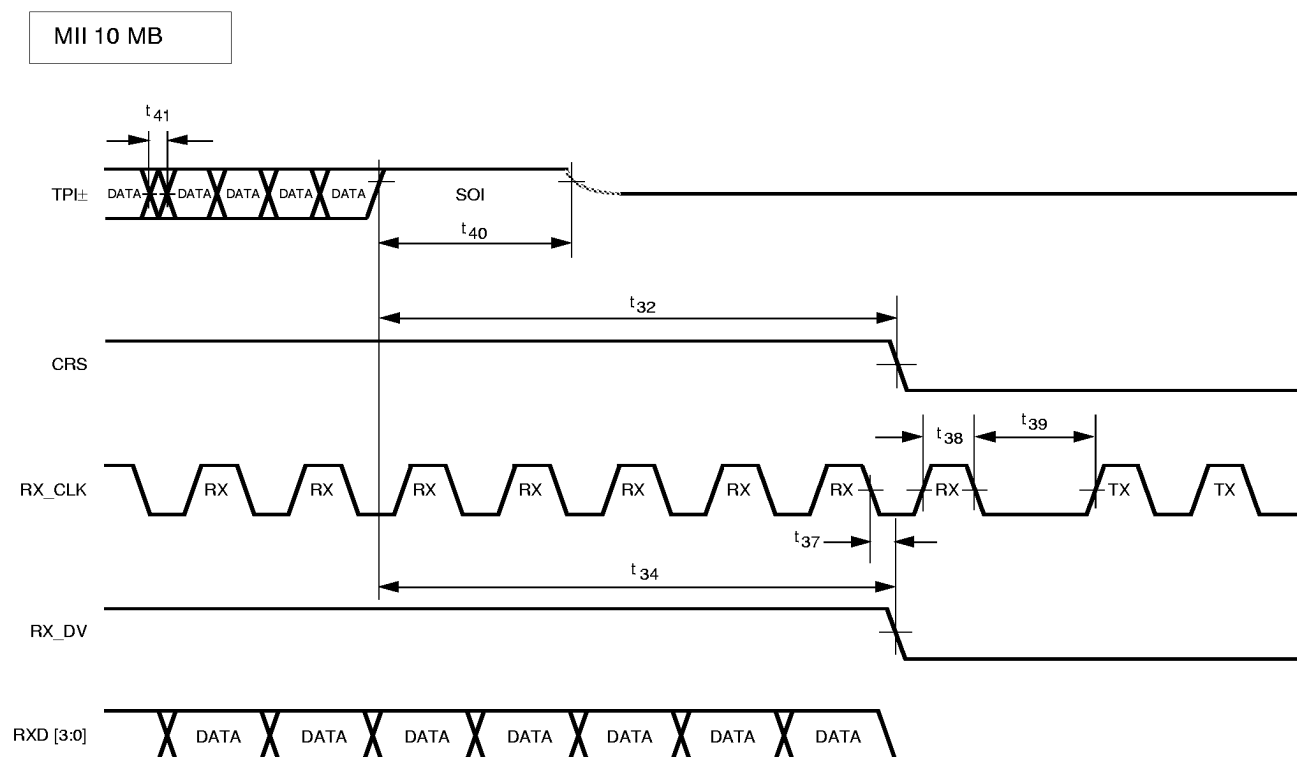 MII 10 MB
t41
TPI± DATA DATA DATA DATA DATA SOI
t40
t32
CRS
t38 t39
RX_CLK RX RX RX RX RX RX RX RX TX TX
t37
t34
RX_DV
RXD [3:0] DATA DATA DATA DATA DATA DATA DATA